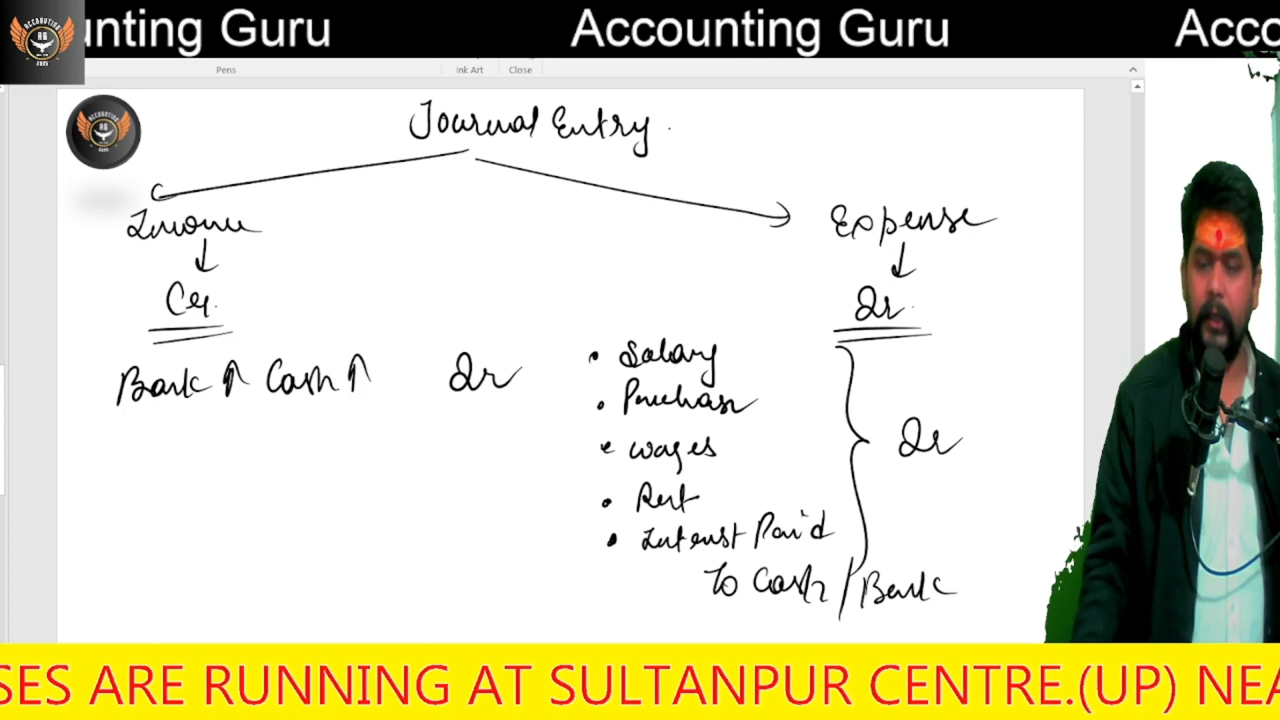 unting Guru Accounting Guru Acco
Pens Ink Art Close
Journal Entry.
Income Expense
Cr. Dr.
Bank ↑ Cash ↑ Dr
• Salary
• Purchase
• wages
• Rent
• Interest Paid
Dr
To Cash / Bank
SES ARE RUNNING AT SULTANPUR CENTRE.(UP) NEA